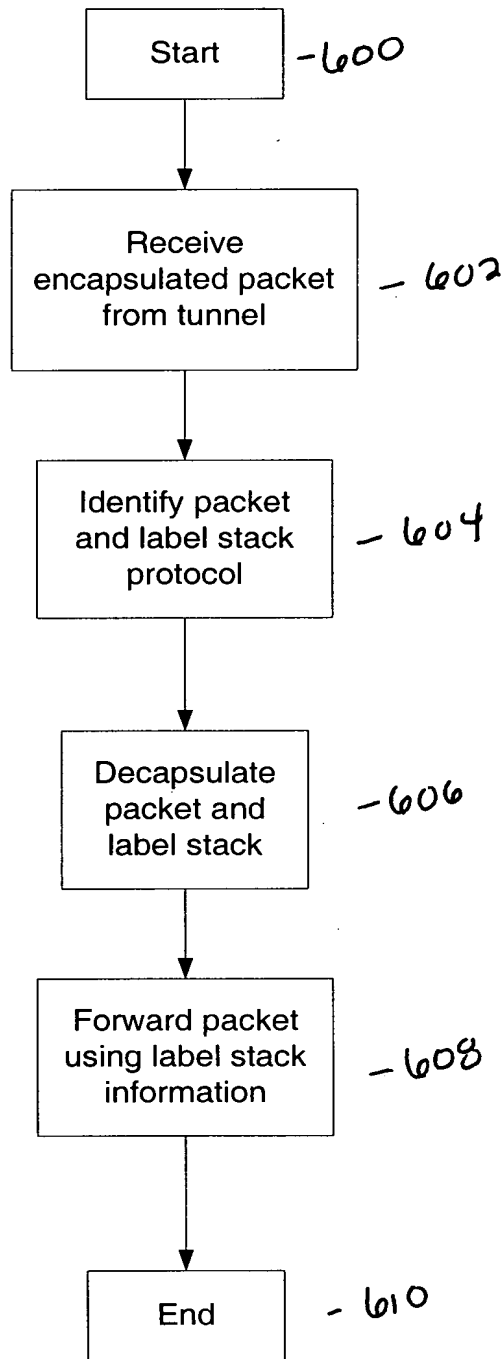 Start -600
Receive
encapsulated packet - 602
from tunnel
Identify packet
and label stack - 604
protocol
Decapsulate
packet and -606
label stack
Forward packet
using label stack -608
information
End - 610